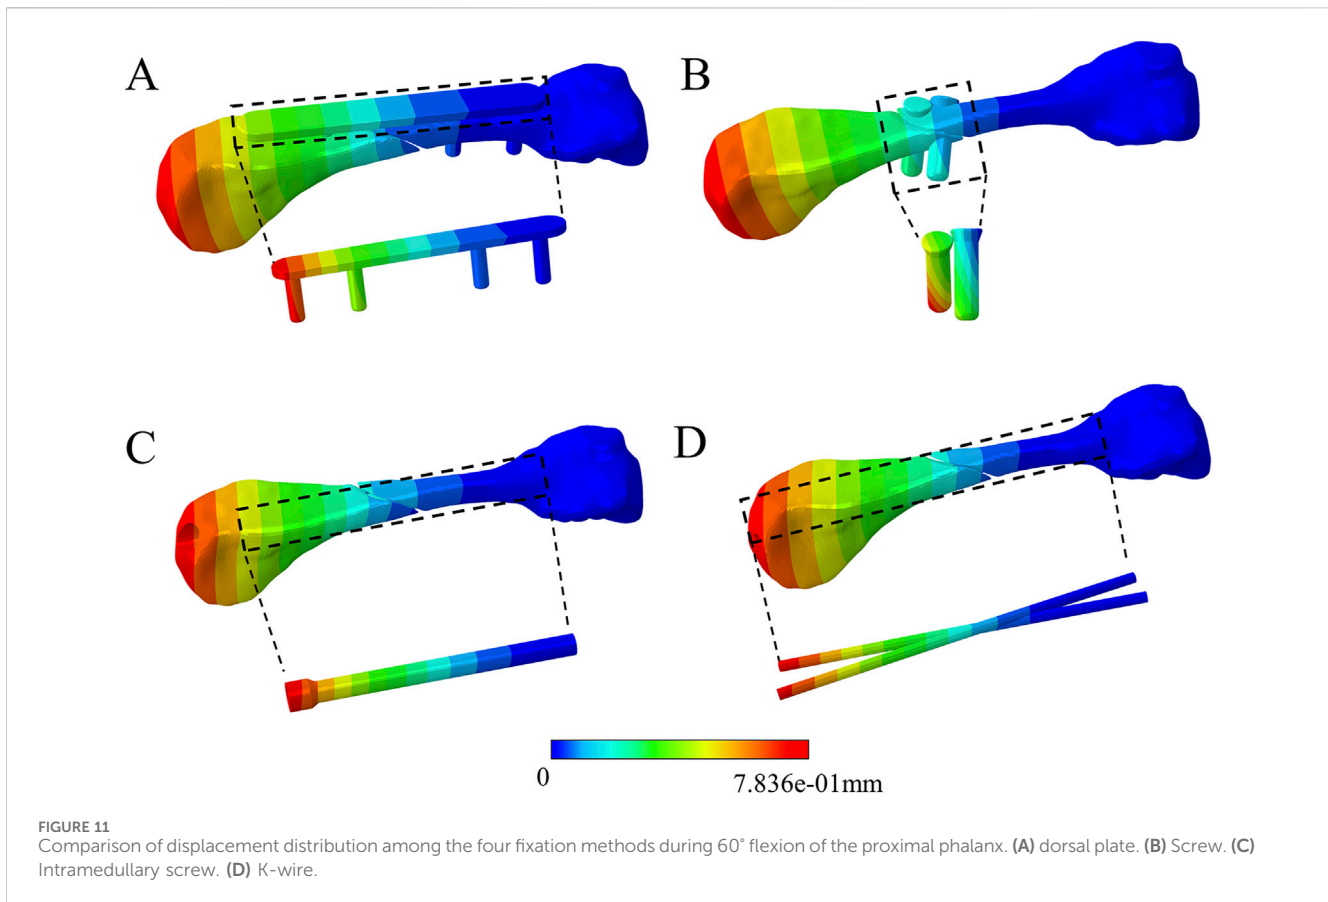 A
B
C
D
0
7.836e-01mm
FIGURE 11
Comparison of displacement distribution among the four fixation methods during 60° flexion of the proximal phalanx. (A) dorsal plate. (B) Screw. (C)
Intramedullary screw. (D) K-wire.